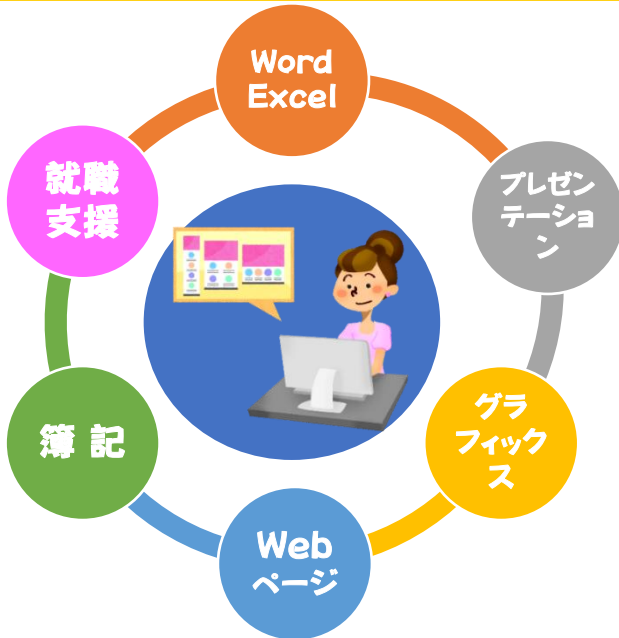 Word
Excel
プレゼン
テーショ
ン
グラ
フィック
ス
Web
ページ
簿 記
就職
支援